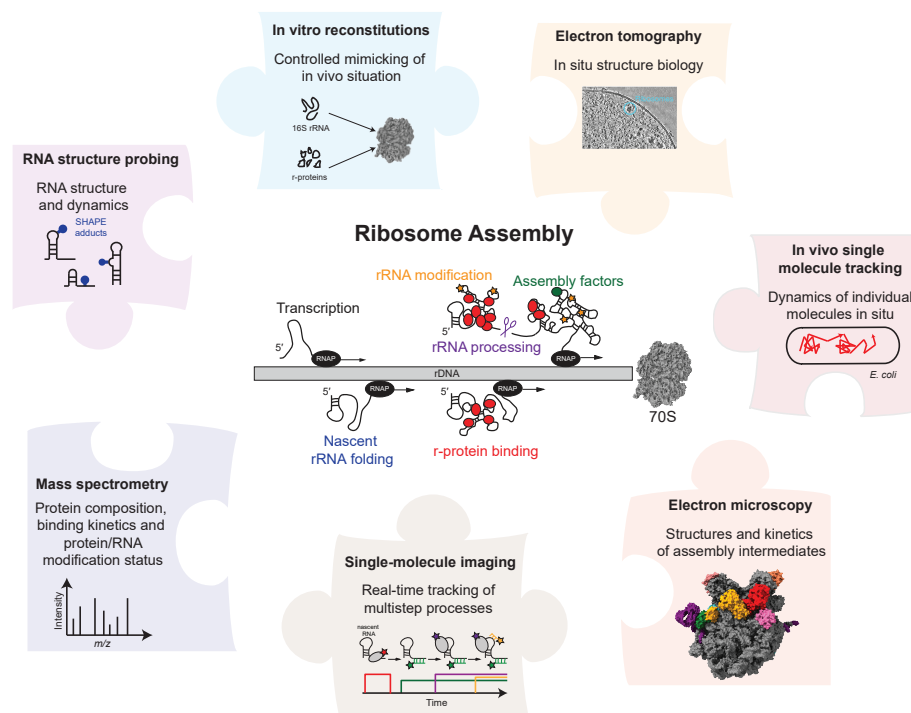 In vitro reconstitutions
Controlled mimicking of
in vivo situation
16S rRNA
r-proteins
Electron tomography
In situ structure biology
RNA structure probing
RNA structure
and dynamics
SHAPE
adducts
Ribosome Assembly
rRNA modification
Assembly factors
Transcription
rRNA processing
5'
RNAP
RNAP
rDNA
5'
RNAP
5'
RNAP
Nascent
rRNA folding
r-protein binding
70S
In vivo single
molecule tracking
Dynamics of individual
molecules in situ
E. coli
Mass spectrometry
Protein composition,
binding kinetics and
protein/RNA
modification status
Intensity
m/z
Single-molecule imaging
Real-time tracking of
multistep processes
nascent
RNA
Time
Electron microscopy
Structures and kinetics
of assembly intermediates